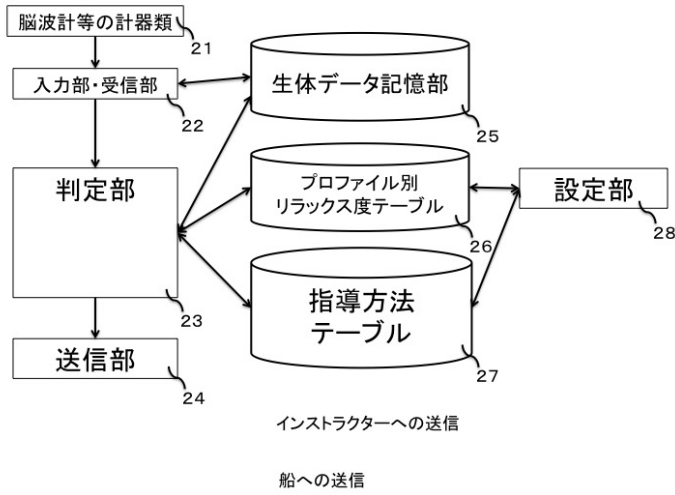 脳波計等の計器類
21
入力部・受信部
22
生体データ記憶部
25
判定部
23
プロファイル別
リラックス度テーブル
26
設定部
28
指導方法
テーブル
27
送信部
24
インストラクターへの送信
船への送信